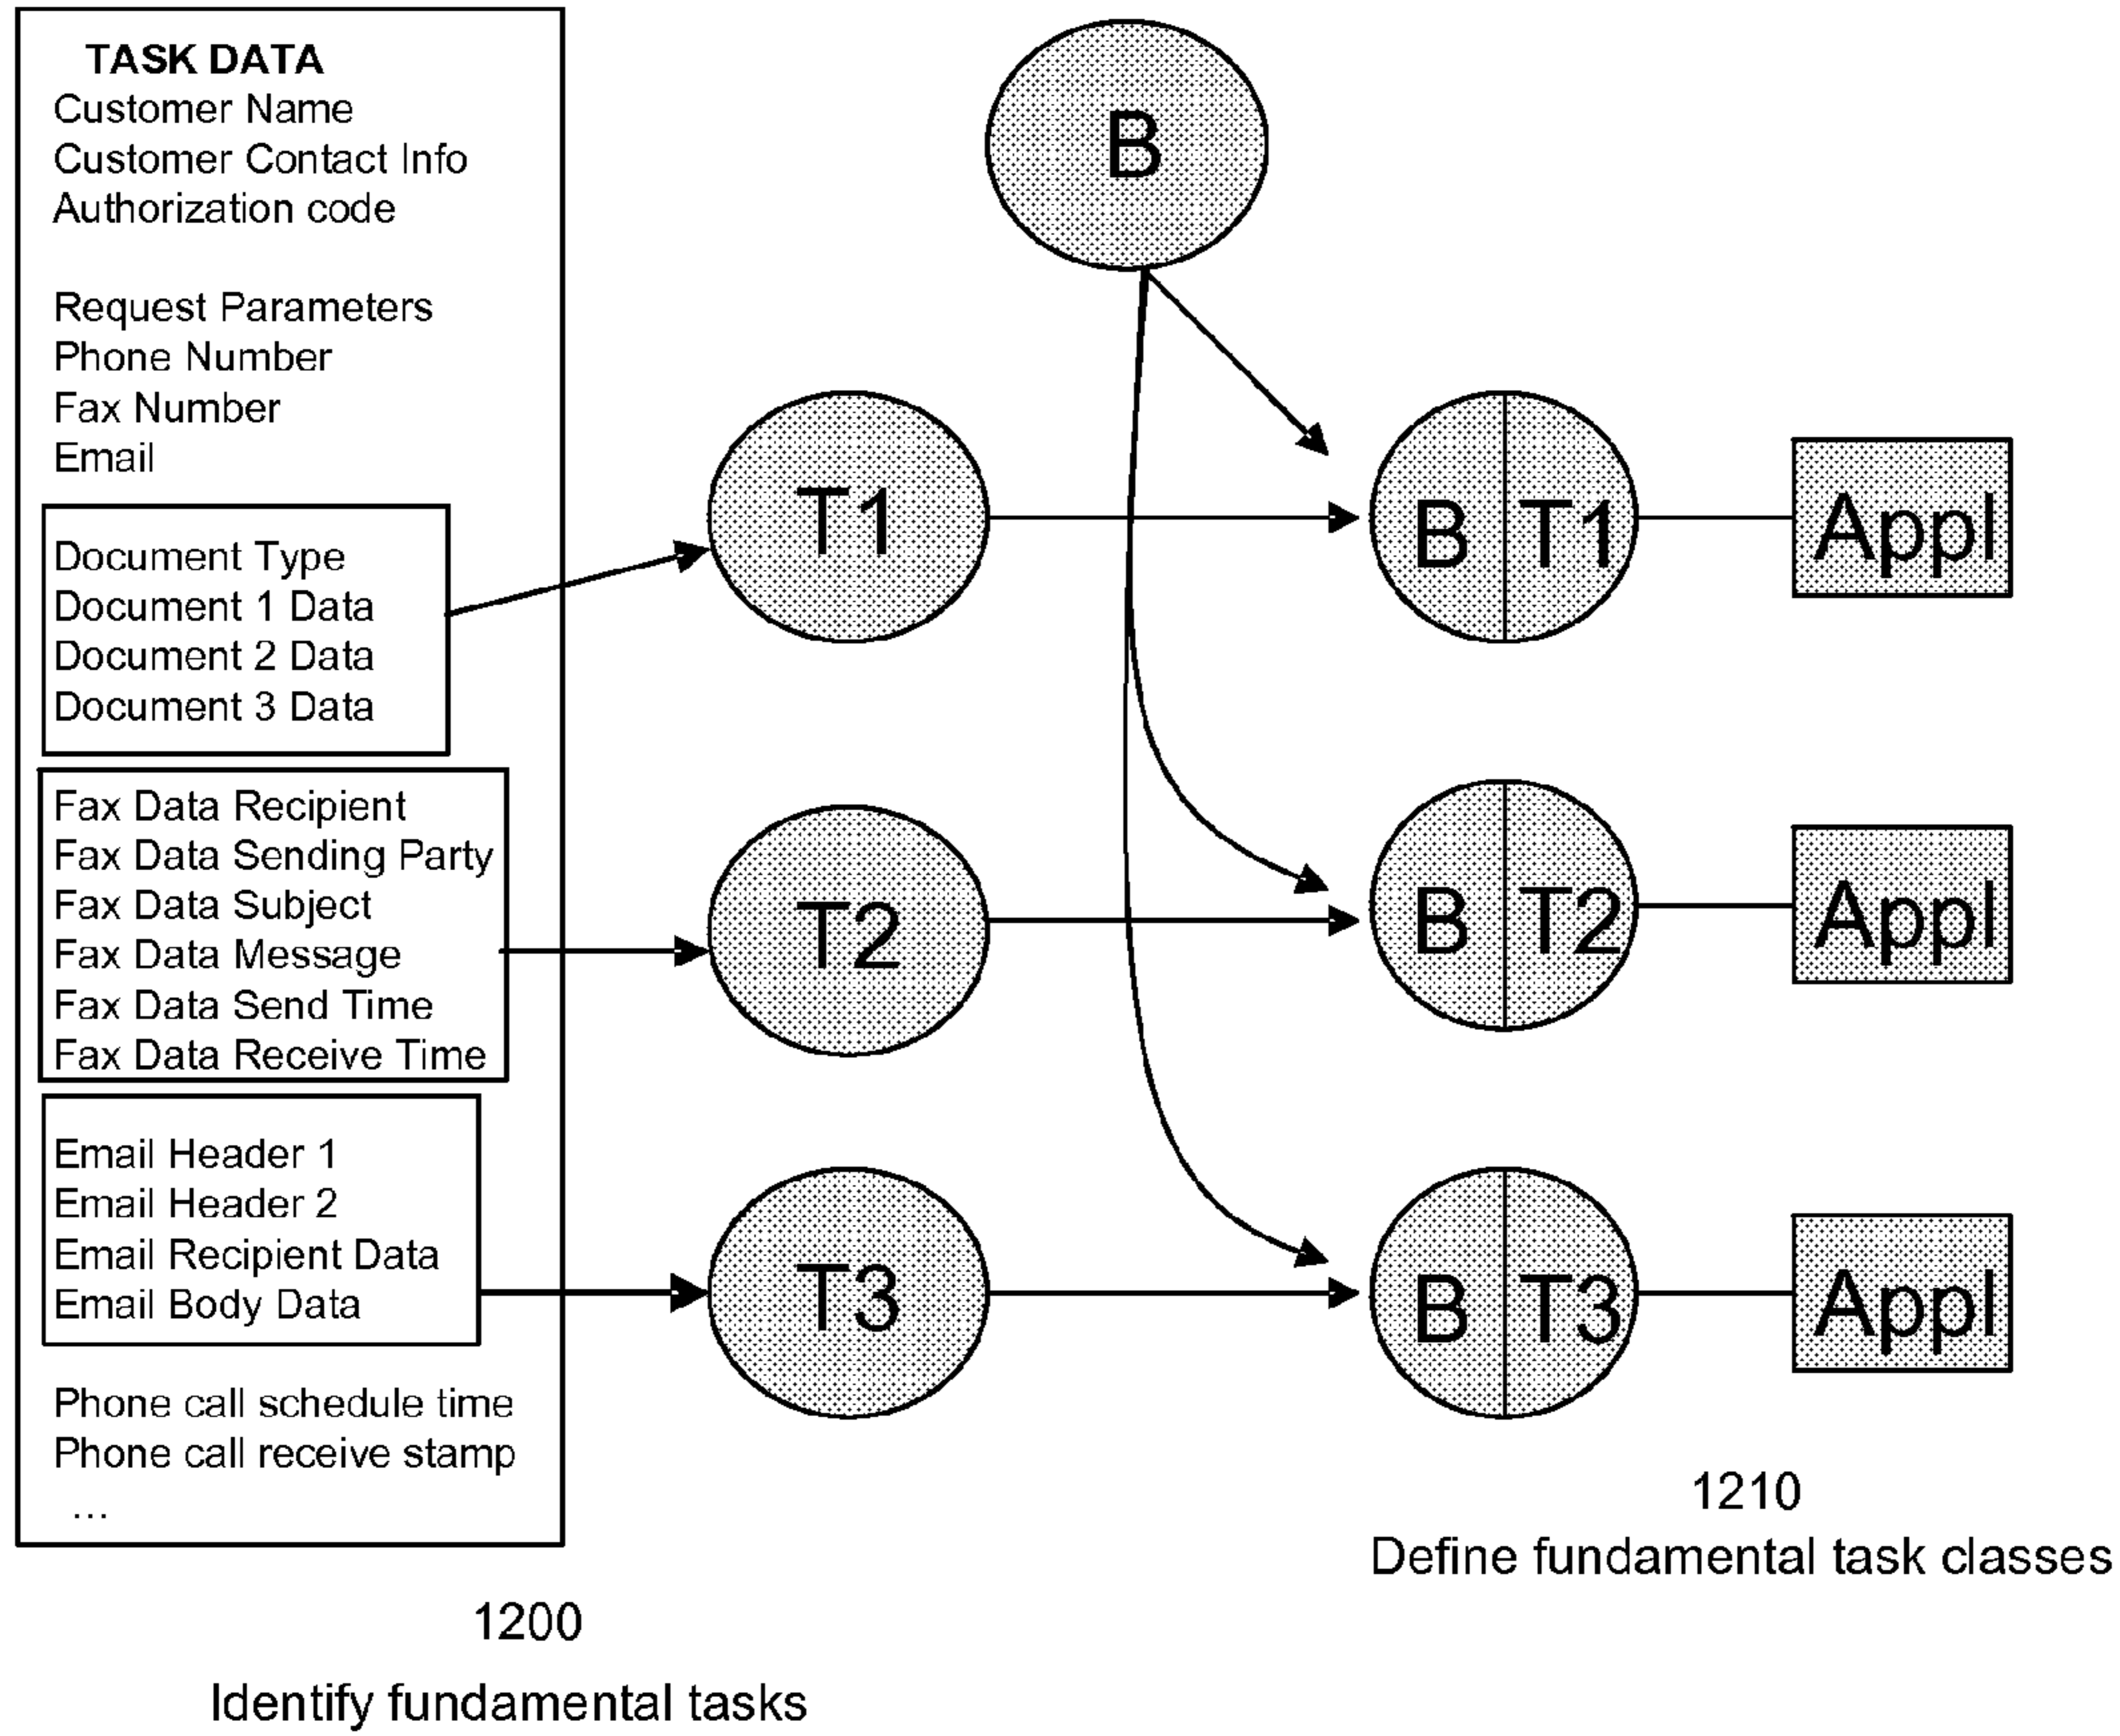 TASK DATA
Customer Name
Customer Contact Info
Authorization code
Request Parameters
Phone Number
Fax Number
Email
Document Type
Document 1 Data
Document 2 Data
Document 3 Data
Fax Data Recipient
Fax Data Sending Party
Fax Data Subject
Fax Data Message
Fax Data Send Time
Fax Data Receive Time
Email Header 1
Email Header 2
Email Recipient Data
Email Body Data
Phone call schedule time
Phone call receive stamp
...
1200
Identify fundamental tasks
B
T1
T2
T3
B T1
Appl
B T2
Appl
B T3
Appl
1210
Define fundamental task classes